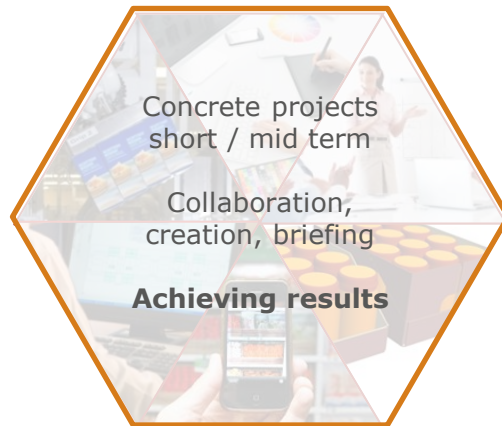 Concrete projects
short / mid term
Collaboration,
creation, briefing
Achieving results